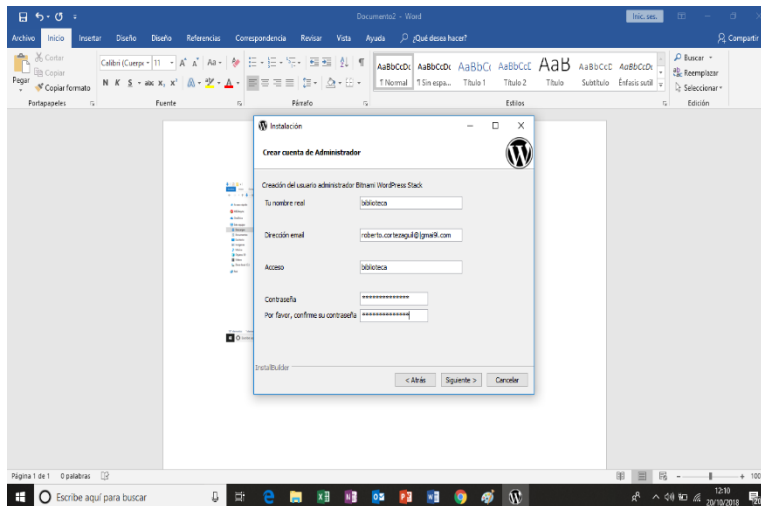 Documento2 - Word
Inic. ses.
Archivo Inicio Insertar Diseño Diseño Referencias Correspondencia Revisar Vista Ayuda ¿Qué desea hacer? Compartir
Pegar
Cortar
Copiar
Copiar formato
Portapapeles
Calibri (Cuerpo 11
N K S abc x, x²
Fuente
Párrafo
AaBbCcDc AaBbCcDc AaBbCc AaBbCcC AaB AaBbCcD AaBbCcDc
¶ Normal ¶ Sin espa... Título 1 Título 2 Título Subtítulo Énfasis sutil
Estilos
Buscar
Reemplazar
Seleccionar
Edición
Instalación
Crear cuenta de Administrador
Creación del usuario administrador Bitnami WordPress Stack
Tu nombre real biblioteca
Dirección email
Acceso biblioteca
Contraseña **************
Por favor, confirme su contraseña **************
InstallBuilder
< Atrás Siguiente > Cancelar
Página 1 de 1 0 palabras
100
Escribe aquí para buscar
12:10
20/10/2018